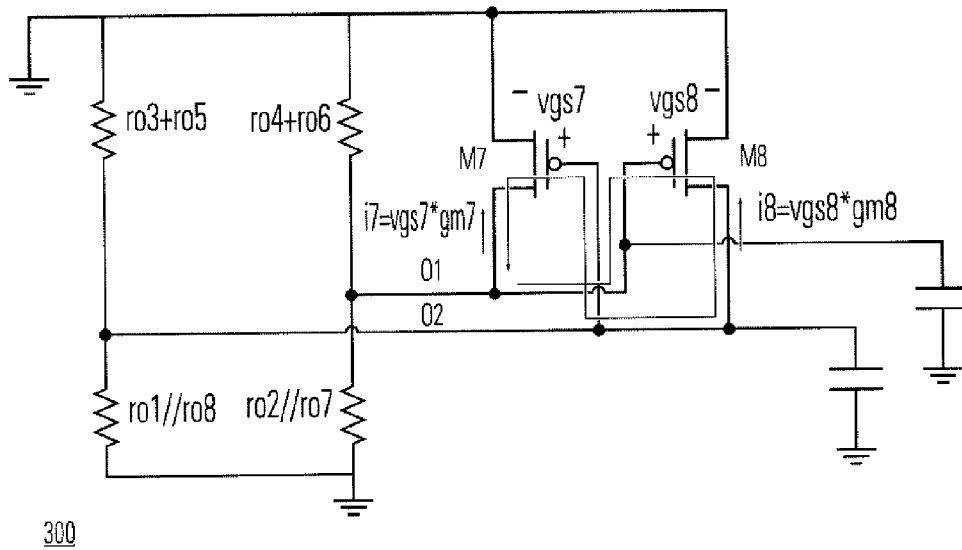 ro3+ro5
ro4+ro6
− vgs7
+
vgs8 −
+
M7
M8
i7=vgs7*gm7
i8=vgs8*gm8
O1
O2
ro1//ro8
ro2//ro7
300